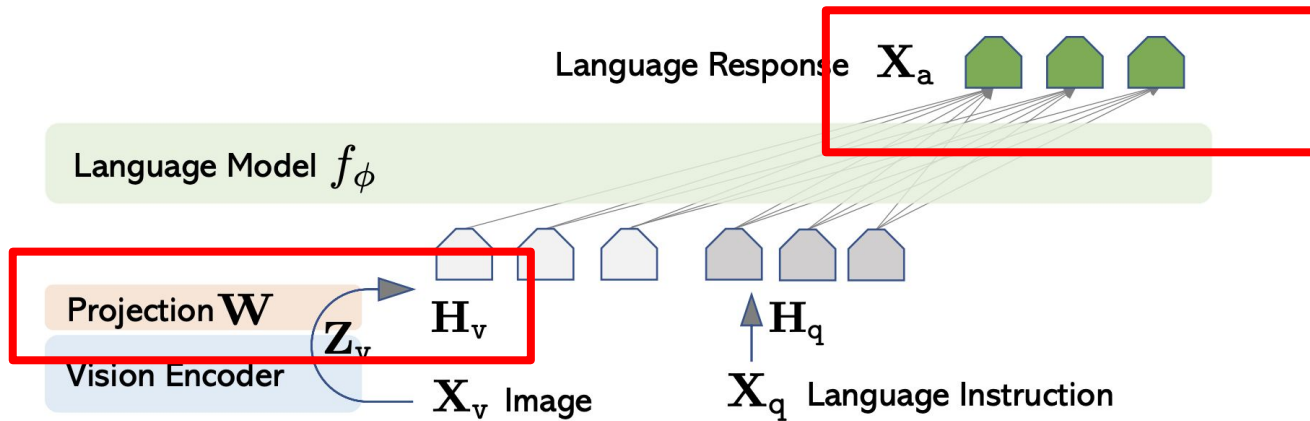 Language Response X_a
Language Model f_ϕ
Projection W
Z_v
H_v
H_q
Vision Encoder
X_v Image
X_q Language Instruction